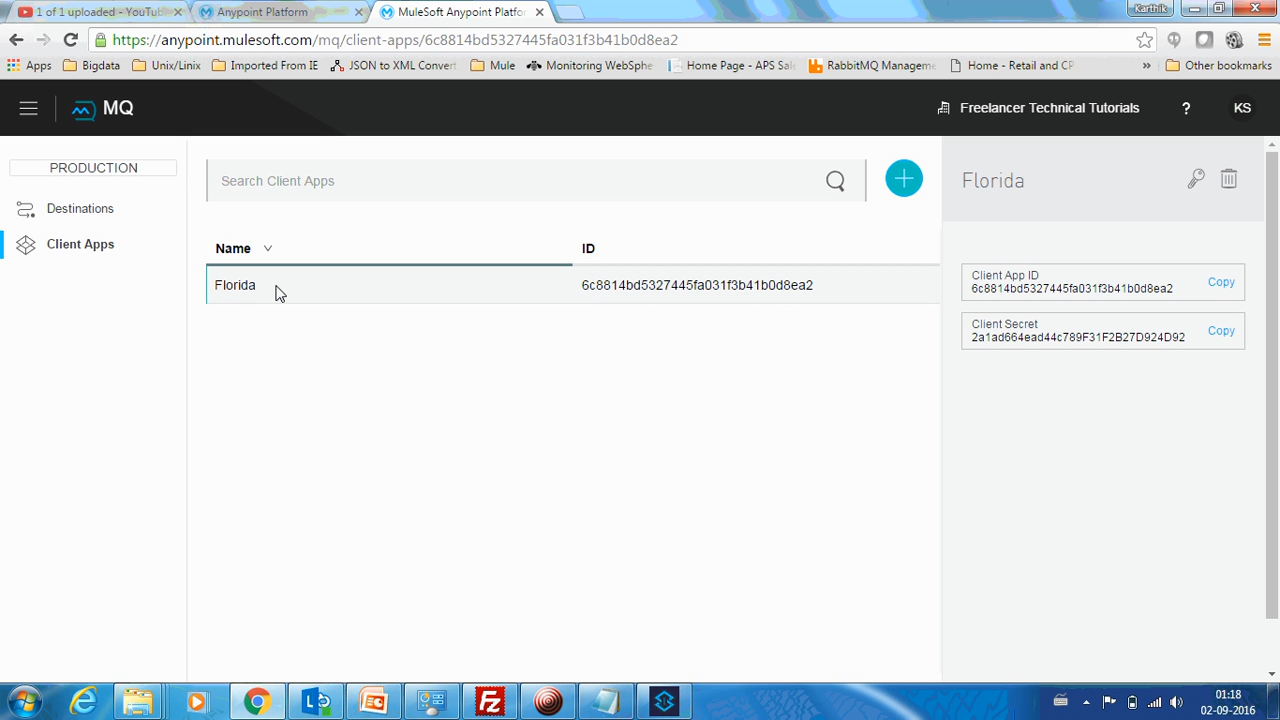 1 of 1 uploaded - YouTu
Anypoint Platform
MuleSoft Anypoint Platfo
Karthik
https://anypoint.mulesoft.com/mq/client-apps/6c8814bd5327445fa031f3b41b0d8ea2
Apps
Bigdata
Unix/Linux
Imported From IE
JSON to XML Convert
Mule
Monitoring WebSphe
Home Page - APS Sal
RabbitMQ Manageme
Home - Retail and CP
»
Other bookmarks
MQ
Freelancer Technical Tutorials
?
KS
PRODUCTION
Destinations
Client Apps
Search Client Apps
Name
ID
Florida
6c8814bd5327445fa031f3b41b0d8ea2
Florida
Client App ID
6c8814bd5327445fa031f3b41b0d8ea2
Copy
Client Secret
2a1ad664ead44c789F31F2B27D924D92
Copy
01:18
02-09-2016